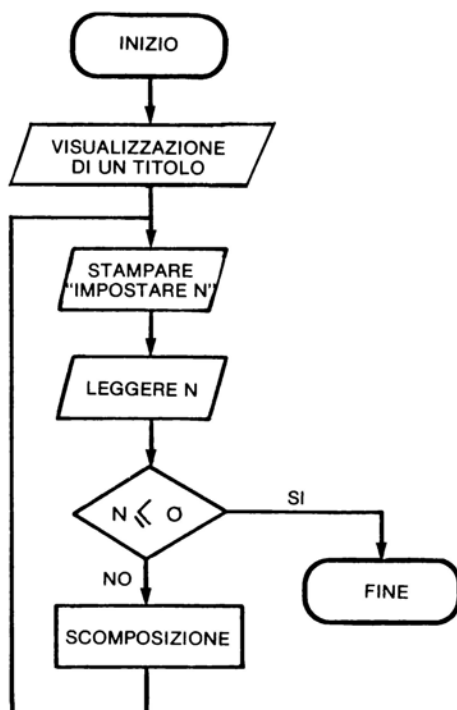 INIZIO
VISUALIZZAZIONE
DI UN TITOLO
STAMPARE
"IMPOSTARE N"
LEGGERE N
N ⩽ O
SI
NO
FINE
SCOMPOSIZIONE